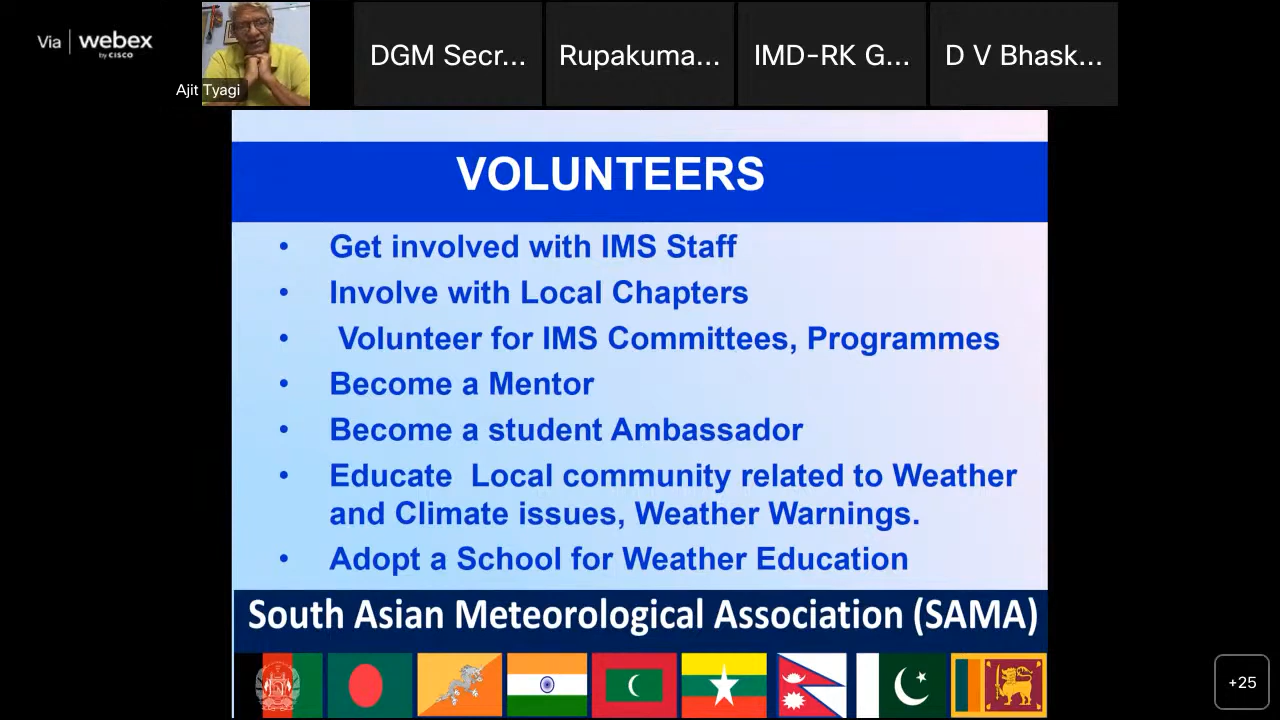 Via | webex
by CISCO
Ajit Tyagi
DGM Secr...
Rupakuma...
IMD-RK G...
D V Bhask...
VOLUNTEERS
• Get involved with IMS Staff
• Involve with Local Chapters
• Volunteer for IMS Committees, Programmes
• Become a Mentor
• Become a student Ambassador
• Educate Local community related to Weather
and Climate issues, Weather Warnings.
• Adopt a School for Weather Education
South Asian Meteorological Association (SAMA)
+25